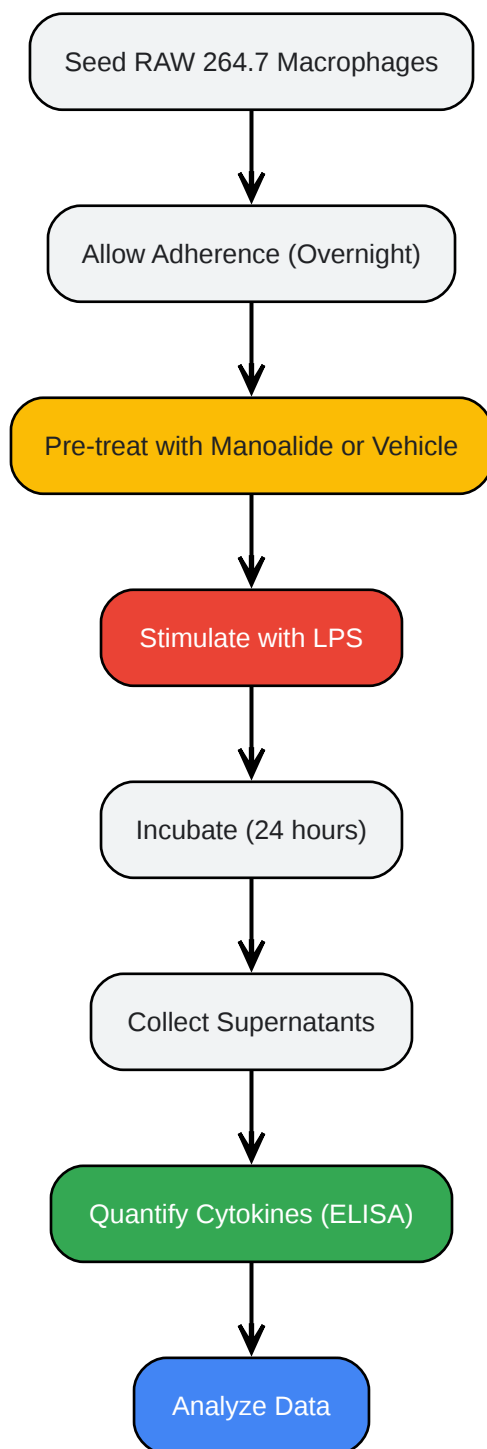 Seed RAW 264.7 Macrophages
Allow Adherence (Overnight)
Pre-treat with Manoalide or Vehicle
Stimulate with LPS
Incubate (24 hours)
Collect Supernatants
Quantify Cytokines (ELISA)
Analyze Data